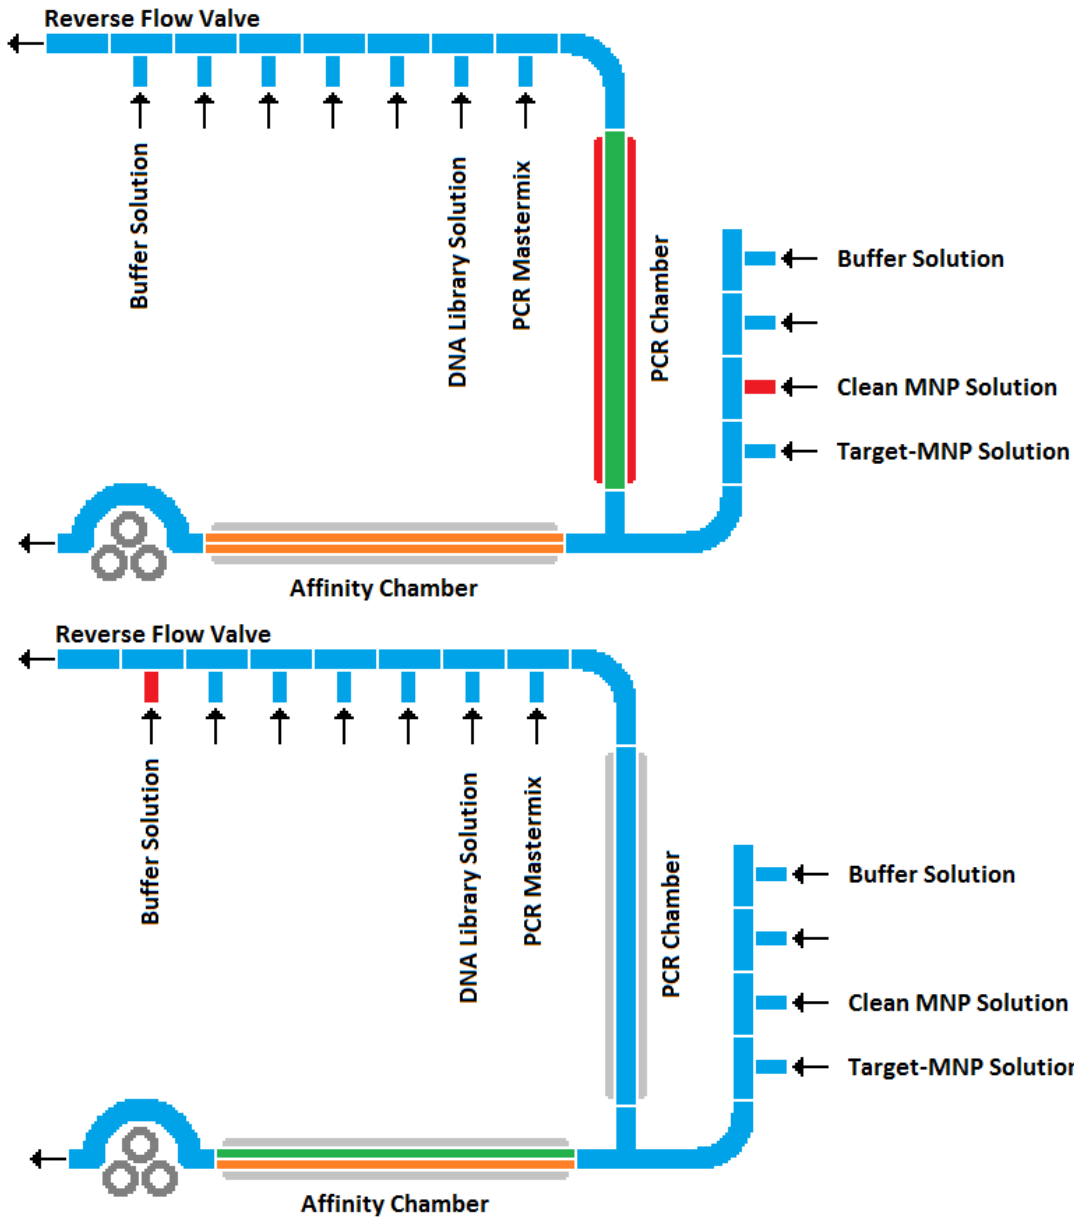 Reverse Flow Valve
Buffer Solution
DNA Library Solution
PCR Mastermix
PCR Chamber
Buffer Solution
Clean MNP Solution
Target-MNP Solution
Affinity Chamber
Reverse Flow Valve
Buffer Solution
DNA Library Solution
PCR Mastermix
PCR Chamber
Buffer Solution
Clean MNP Solution
Target-MNP Solution
Affinity Chamber